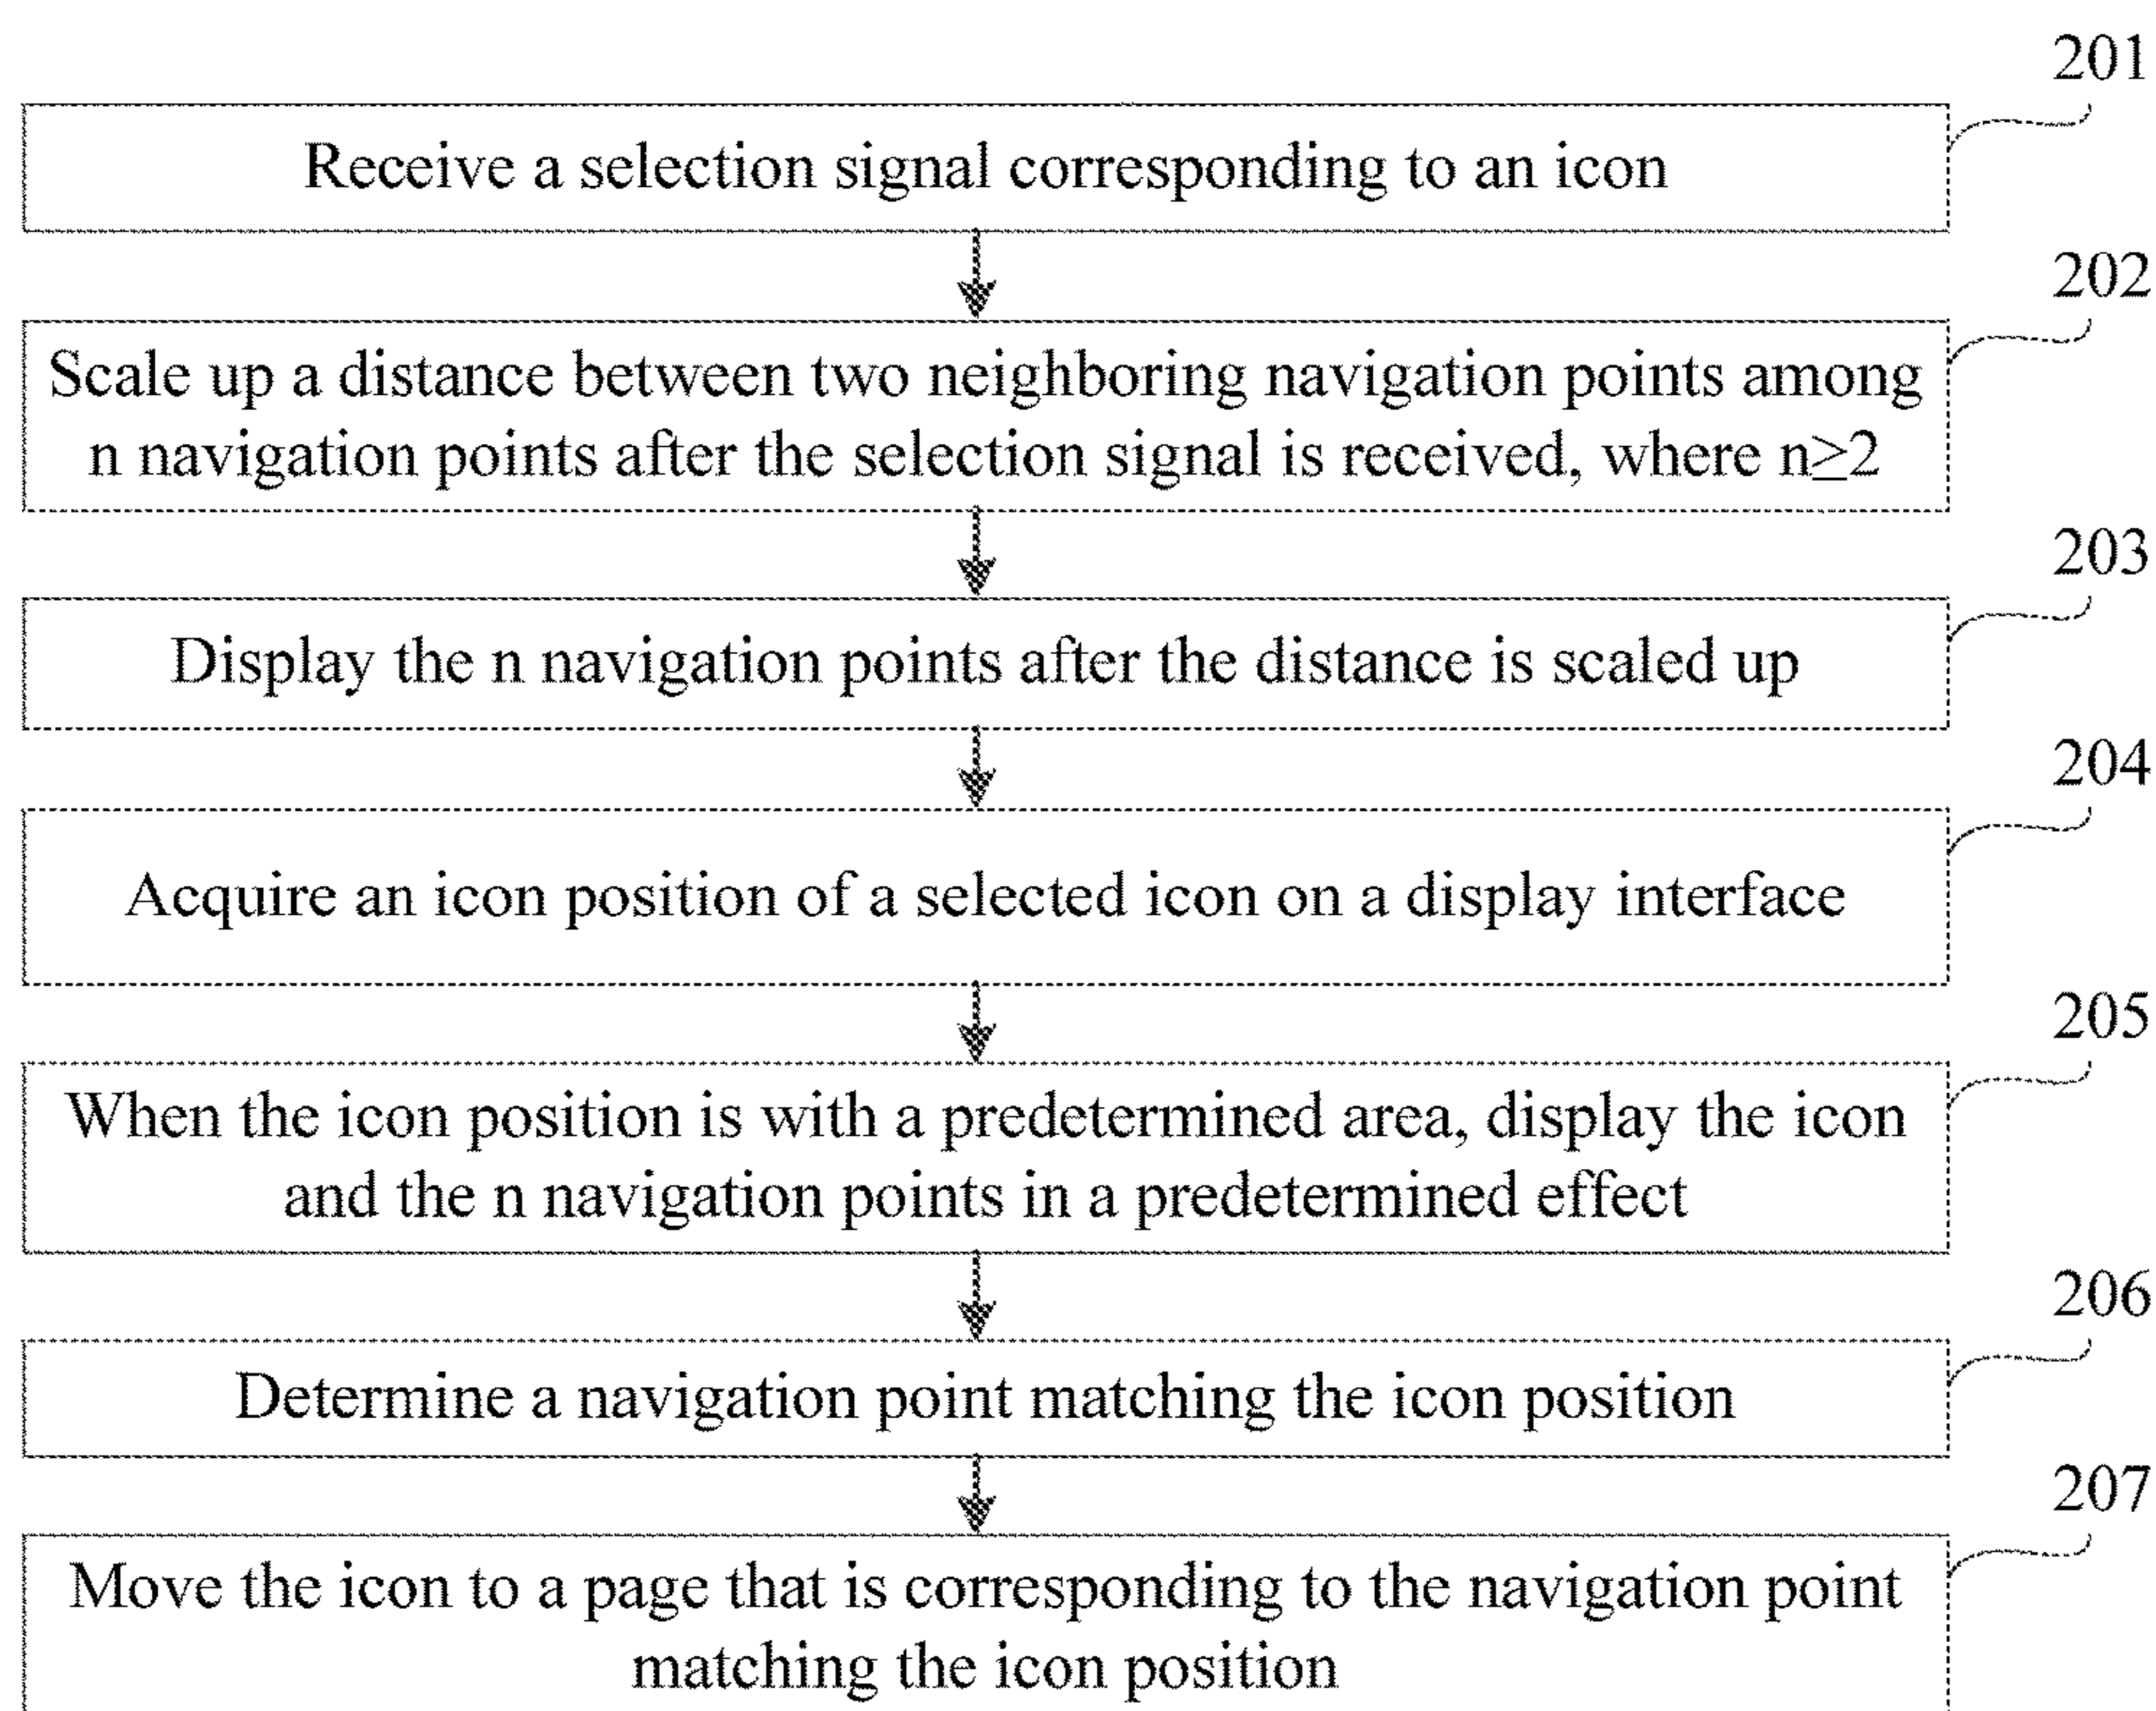 201
Receive a selection signal corresponding to an icon
202
Scale up a distance between two neighboring navigation points among
n navigation points after the selection signal is received, where n≥2
203
Display the n navigation points after the distance is scaled up
204
Acquire an icon position of a selected icon on a display interface
205
When the icon position is with a predetermined area, display the icon
and the n navigation points in a predetermined effect
206
Determine a navigation point matching the icon position
207
Move the icon to a page that is corresponding to the navigation point
matching the icon position